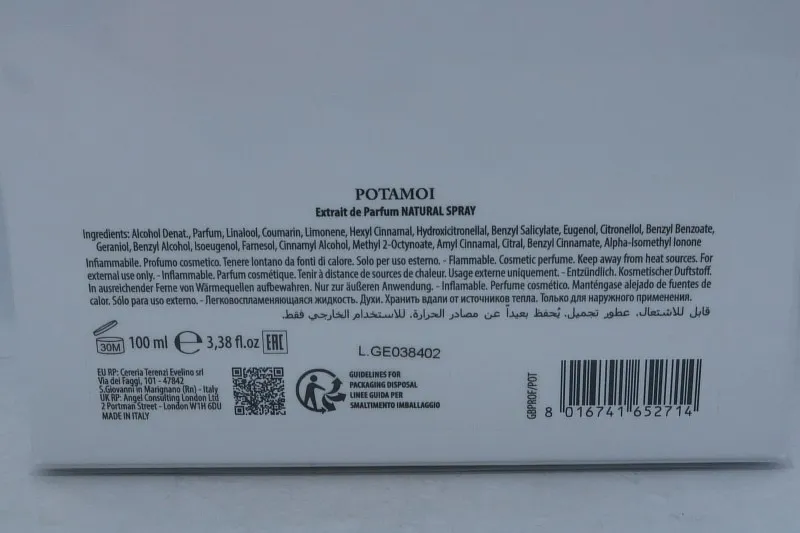 POTAMOI
Extrait de Parfum NATURAL SPRAY
Ingredients: Alcohol Denat., Parfum, Linalool, Coumarin, Limonene, Hexyl Cinnamal, Hydroxicitronellal, Benzyl Salicylate, Eugenol, Citronellol, Benzyl Benzoate,
Geraniol, Benzyl Alcohol, Isoeugenol, Farnesol, Cinnamyl Alcohol, Methyl 2-Octynoate, Amyl Cinnamal, Citral, Benzyl Cinnamate, Alpha-Isomethyl Ionone
Infiammabile. Profumo cosmetico. Tenere lontano da fonti di calore. Solo per uso esterno. - Flammable. Cosmetic perfume. Keep away from heat sources. For
external use only. - Inflammable. Parfum cosmétique. Tenir à distance de sources de chaleur. Usage externe uniquement. - Entzündlich. Kosmetischer Duftstoff.
In ausreichender Ferne von Wärmequellen aufbewahren. Nur zur äußeren Anwendung. - Inflamable. Perfume cosmético. Manténgase alejado de fuentes de
calor. Sólo para uso externo. - Легковоспламеняющаяся жидкость. Духи. Хранить вдали от источников тепла. Только для наружного применения.
قابل للاشتعال. عطور تجميل. يُحفظ بعيداً عن مصادر الحرارة. للاستخدام الخارجي فقط.
30M 100 ml e 3,38 fl.oz EAC
L.GE038402
EU RP: Cereria Terenzi Evelino srl
Via dei Faggi, 101 - 47842
S.Giovanni in Marignano (Rn) - Italy
UK RP: Angel Consulting London Ltd
2 Portman Street - London W1H 6DU
MADE IN ITALY
GUIDELINES FOR
PACKAGING DISPOSAL
LINEE GUIDA PER
SMALTIMENTO IMBALLAGGIO
GBPROF/POT
8 016741 652714